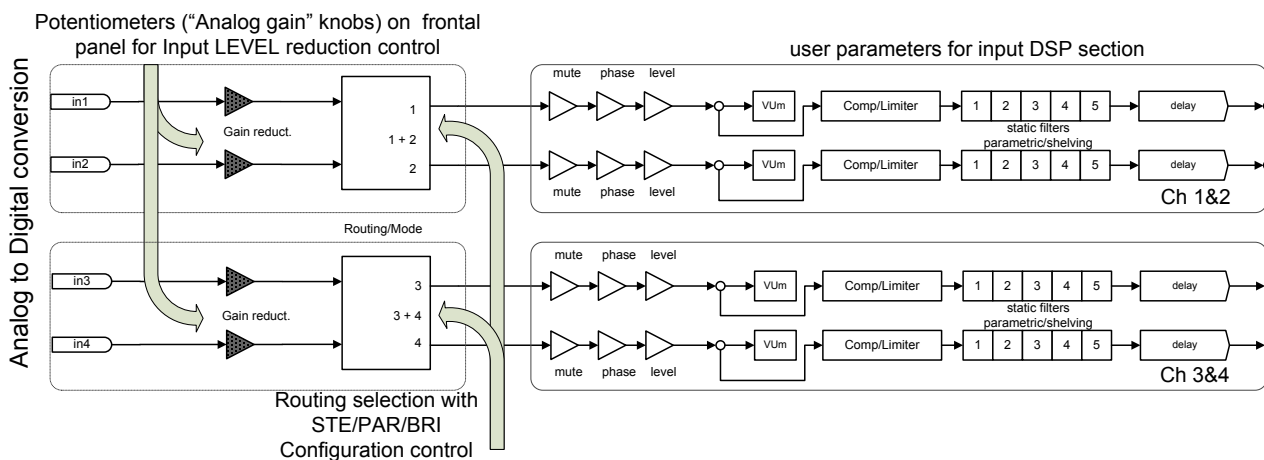 Potentiometers (“Analog gain” knobs) on frontal
panel for Input LEVEL reduction control
user parameters for input DSP section
Analog to Digital conversion
in1
in2
Gain reduct.
1
1 + 2
2
mute phase level
VUm
Comp/Limiter
1 2 3 4 5
delay
static filters
parametric/shelving
VUm
Comp/Limiter
1 2 3 4 5
delay
mute phase level
Ch 1&2
Routing/Mode
in3
in4
Gain reduct.
3
3 + 4
4
mute phase level
VUm
Comp/Limiter
1 2 3 4 5
delay
static filters
parametric/shelving
VUm
Comp/Limiter
1 2 3 4 5
delay
mute phase level
Ch 3&4
Routing selection with
STE/PAR/BRI
Configuration control